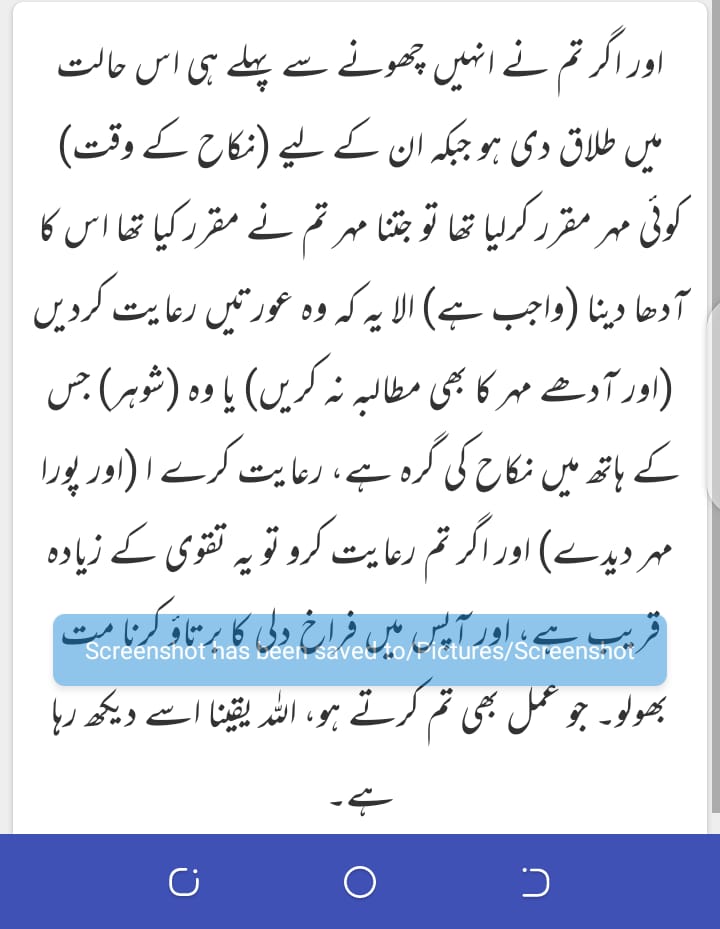 اور اگر تم نے انہیں چھونے سے پہلے ہی اس حالت
میں طلاق دی ہو جبکہ ان کے لیے (نکاح کے وقت)
کوئی مہر مقرر کرلیا تھا تو جتنا مہر تم نے مقرر کیا تھا اس کا
آدھا دینا (واجب ہے) الا یہ کہ وہ عورتیں رعایت کردیں
(اور آدھے مہر کا بھی مطالبہ نہ کریں) یا وہ (شوہر) جس
کے ہاتھ میں نکاح کی گرہ ہے، رعایت کرے ا (اور پورا
مہر دیدے) اور اگر تم رعایت کرو تو یہ تقوی کے زیادہ
قریب ہے، اور آپس میں فراخ دلی کا برتاؤ کرنا مت
Screenshot has been saved to/Pictures/Screenshot
بھولو۔ جو عمل بھی تم کرتے ہو، اللہ یقینا اسے دیکھ رہا
ہے۔